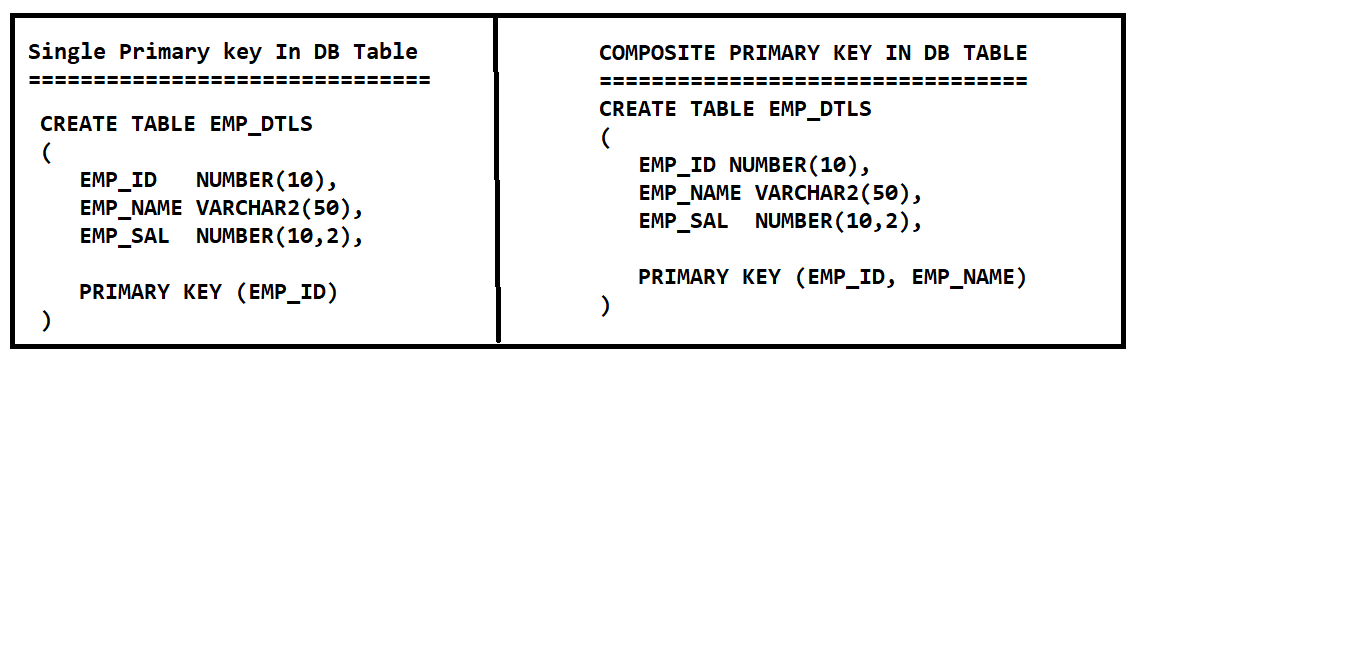 Single Primary key In DB Table
===============================
CREATE TABLE EMP_DTLS
(
   EMP_ID   NUMBER(10),
   EMP_NAME VARCHAR2(50),
   EMP_SAL  NUMBER(10,2),
   PRIMARY KEY (EMP_ID)
)
COMPOSITE PRIMARY KEY IN DB TABLE
=================================
CREATE TABLE EMP_DTLS
(
   EMP_ID NUMBER(10),
   EMP_NAME VARCHAR2(50),
   EMP_SAL  NUMBER(10,2),
   PRIMARY KEY (EMP_ID, EMP_NAME)
)